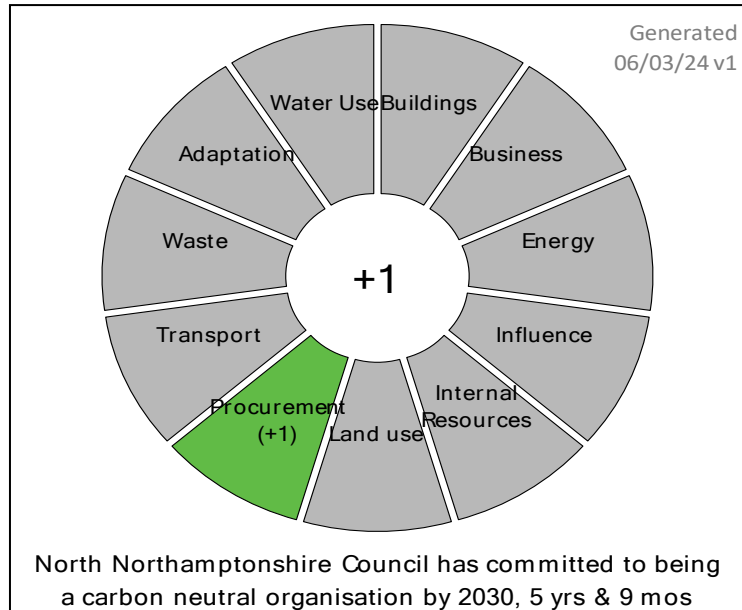 Generated
06/03/24 v1
Water Use
Buildings
Adaptation
Business
Waste
Energy
+1
Transport
Influence
Procurement
(+1)
Land use
Internal
Resources
North Northamptonshire Council has committed to being
a carbon neutral organisation by 2030, 5 yrs & 9 mos